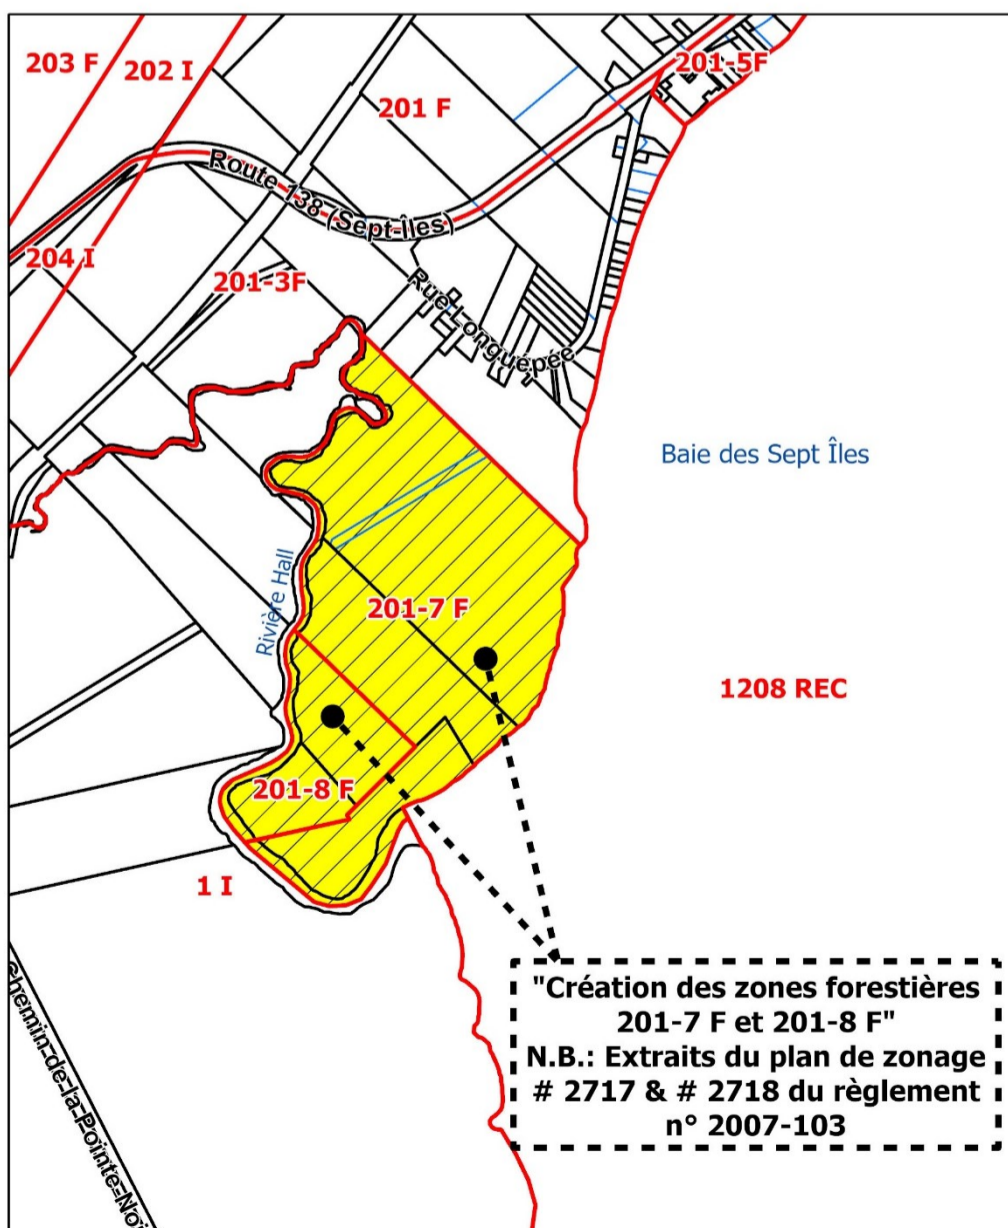 203 F
202 I
201 F
201-5F
Route 138 (Sept-Îles)
204 I
201-3F
Rue Longuépée
Baie des Sept Îles
Rivière Hall
201-7 F
1208 REC
201-8 F
1 I
Chemin-de-la-Pointe-Noi
"Création des zones forestières
201-7 F et 201-8 F"
N.B.: Extraits du plan de zonage
# 2717 & # 2718 du règlement
n° 2007-103